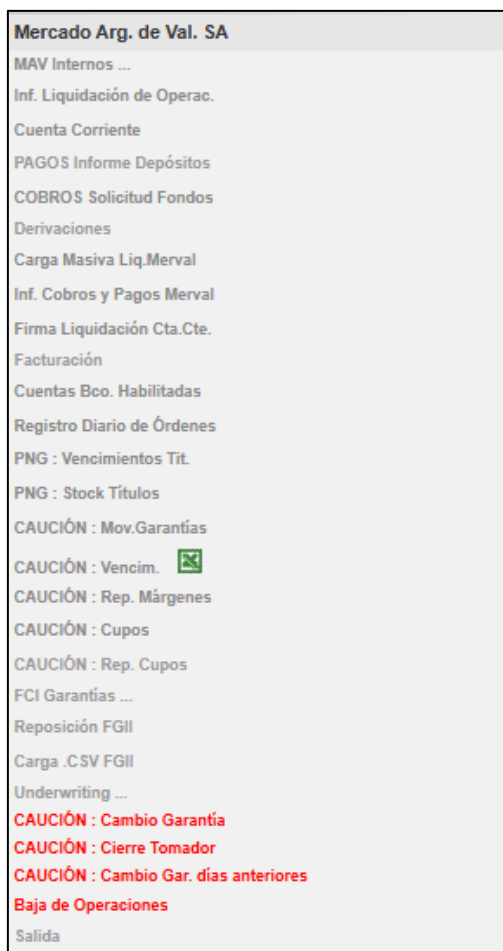 Mercado Arg. de Val. SA
MAV Internos ...
Inf. Liquidación de Operac.
Cuenta Corriente
PAGOS Informe Depósitos
COBROS Solicitud Fondos
Derivaciones
Carga Masiva Liq.Merval
Inf. Cobros y Pagos Merval
Firma Liquidación Cta.Cte.
Facturación
Cuentas Bco. Habilitadas
Registro Diario de Órdenes
PNG : Vencimientos Tit.
PNG : Stock Títulos
CAUCIÓN : Mov.Garantías
CAUCIÓN : Vencim.
CAUCIÓN : Rep. Márgenes
CAUCIÓN : Cupos
CAUCIÓN : Rep. Cupos
FCI Garantías ...
Reposición FGII
Carga .CSV FGII
Underwriting ...
CAUCIÓN : Cambio Garantía
CAUCIÓN : Cierre Tomador
CAUCIÓN : Cambio Gar. días anteriores
Baja de Operaciones
Salida